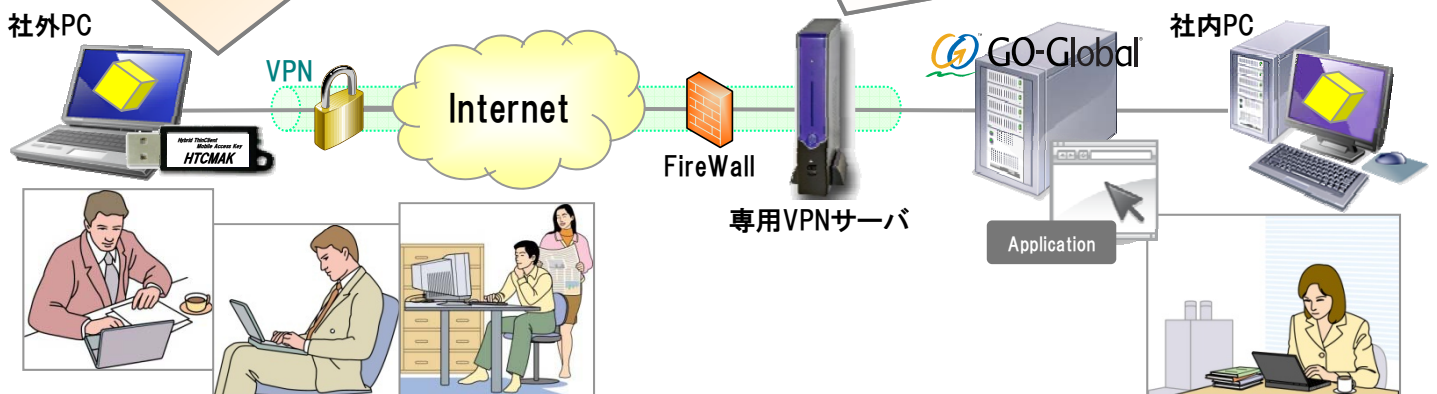 社外PC
VPN
Hybrid ThinClient
Mobile Access Key
HTCMAK
Internet
FireWall
専用VPNサーバ
GO-Global
Application
社内PC